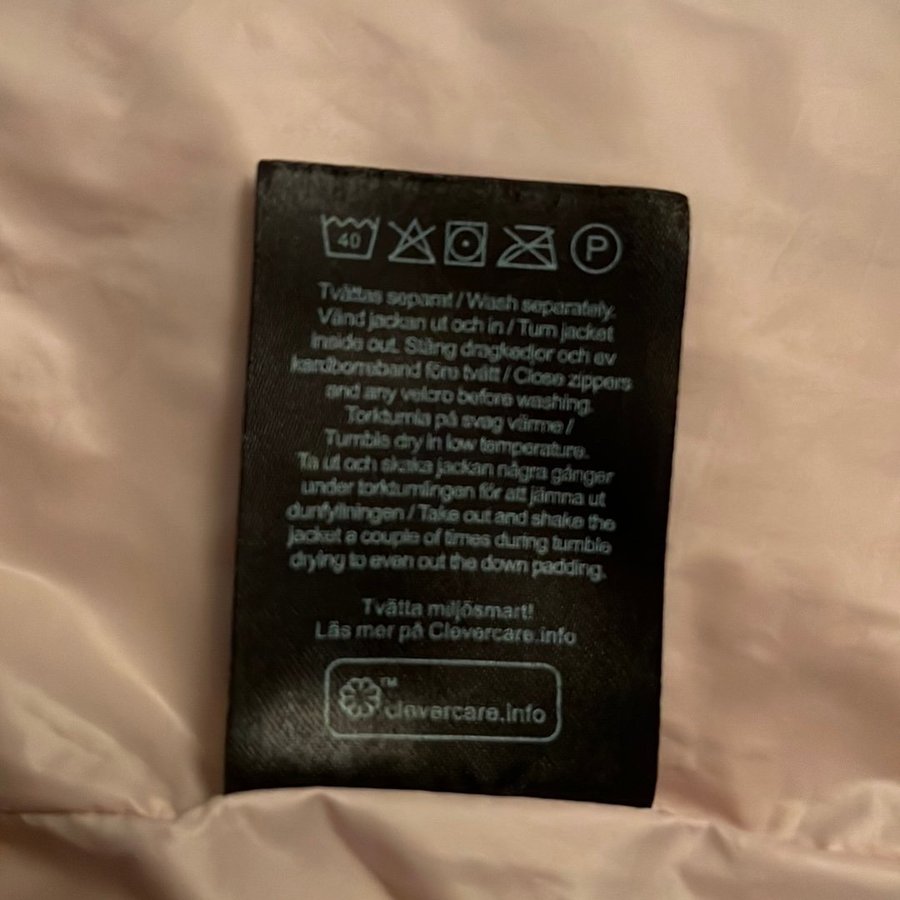 40 P
Tvättas separat / Wash separately.
Vänd jackan ut och in / Turn jacket
inside out. Stäng dragkedjor och ev
kardborreband före tvätt / Close zippers
and any velcro before washing.
Torktumla på svag värme /
Tumble dry in low temperature.
Ta ut och skaka jackan några gånger
under torktumlingen för att jämna ut
dunfyllningen / Take out and shake the
jacket a couple of times during tumble
drying to even out the down padding.
Tvätta miljösmart!
Läs mer på Clevercare.info
™ clevercare.info